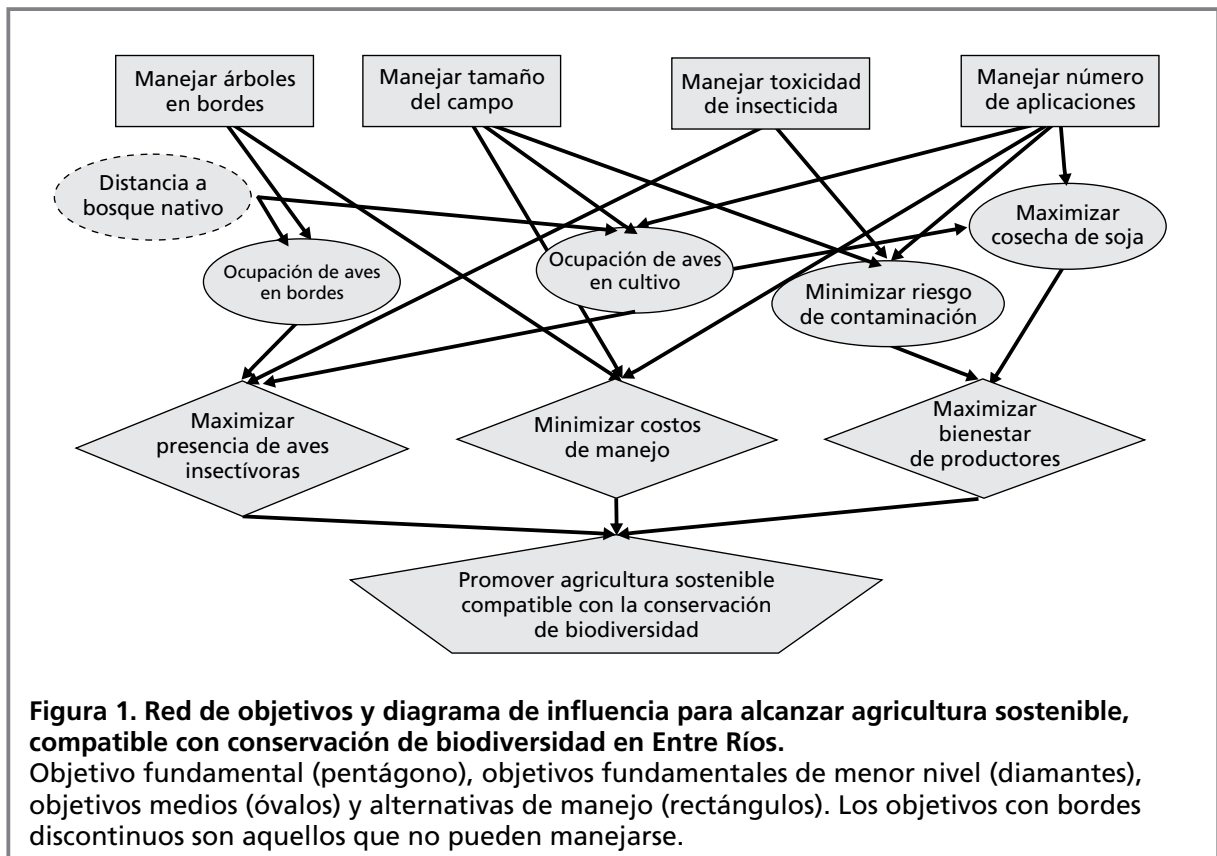 Manejar árboles
en bordes
Manejar tamaño
del campo
Manejar toxicidad
de insecticida
Manejar número
de aplicaciones
Distancia a
bosque nativo
Ocupación de aves
en bordes
Ocupación de aves
en cultivo
Minimizar riesgo
de contaminación
Maximizar
cosecha de soja
Maximizar
presencia de aves
insectívoras
Minimizar costos
de manejo
Maximizar
bienestar
de productores
Promover agricultura sostenible
compatible con la conservación
de biodiversidad
Figura 1. Red de objetivos y diagrama de influencia para alcanzar agricultura sostenible,
compatible con conservación de biodiversidad en Entre Ríos.
Objetivo fundamental (pentágono), objetivos fundamentales de menor nivel (diamantes),
objetivos medios (óvalos) y alternativas de manejo (rectángulos). Los objetivos con bordes
discontinuos son aquellos que no pueden manejarse.